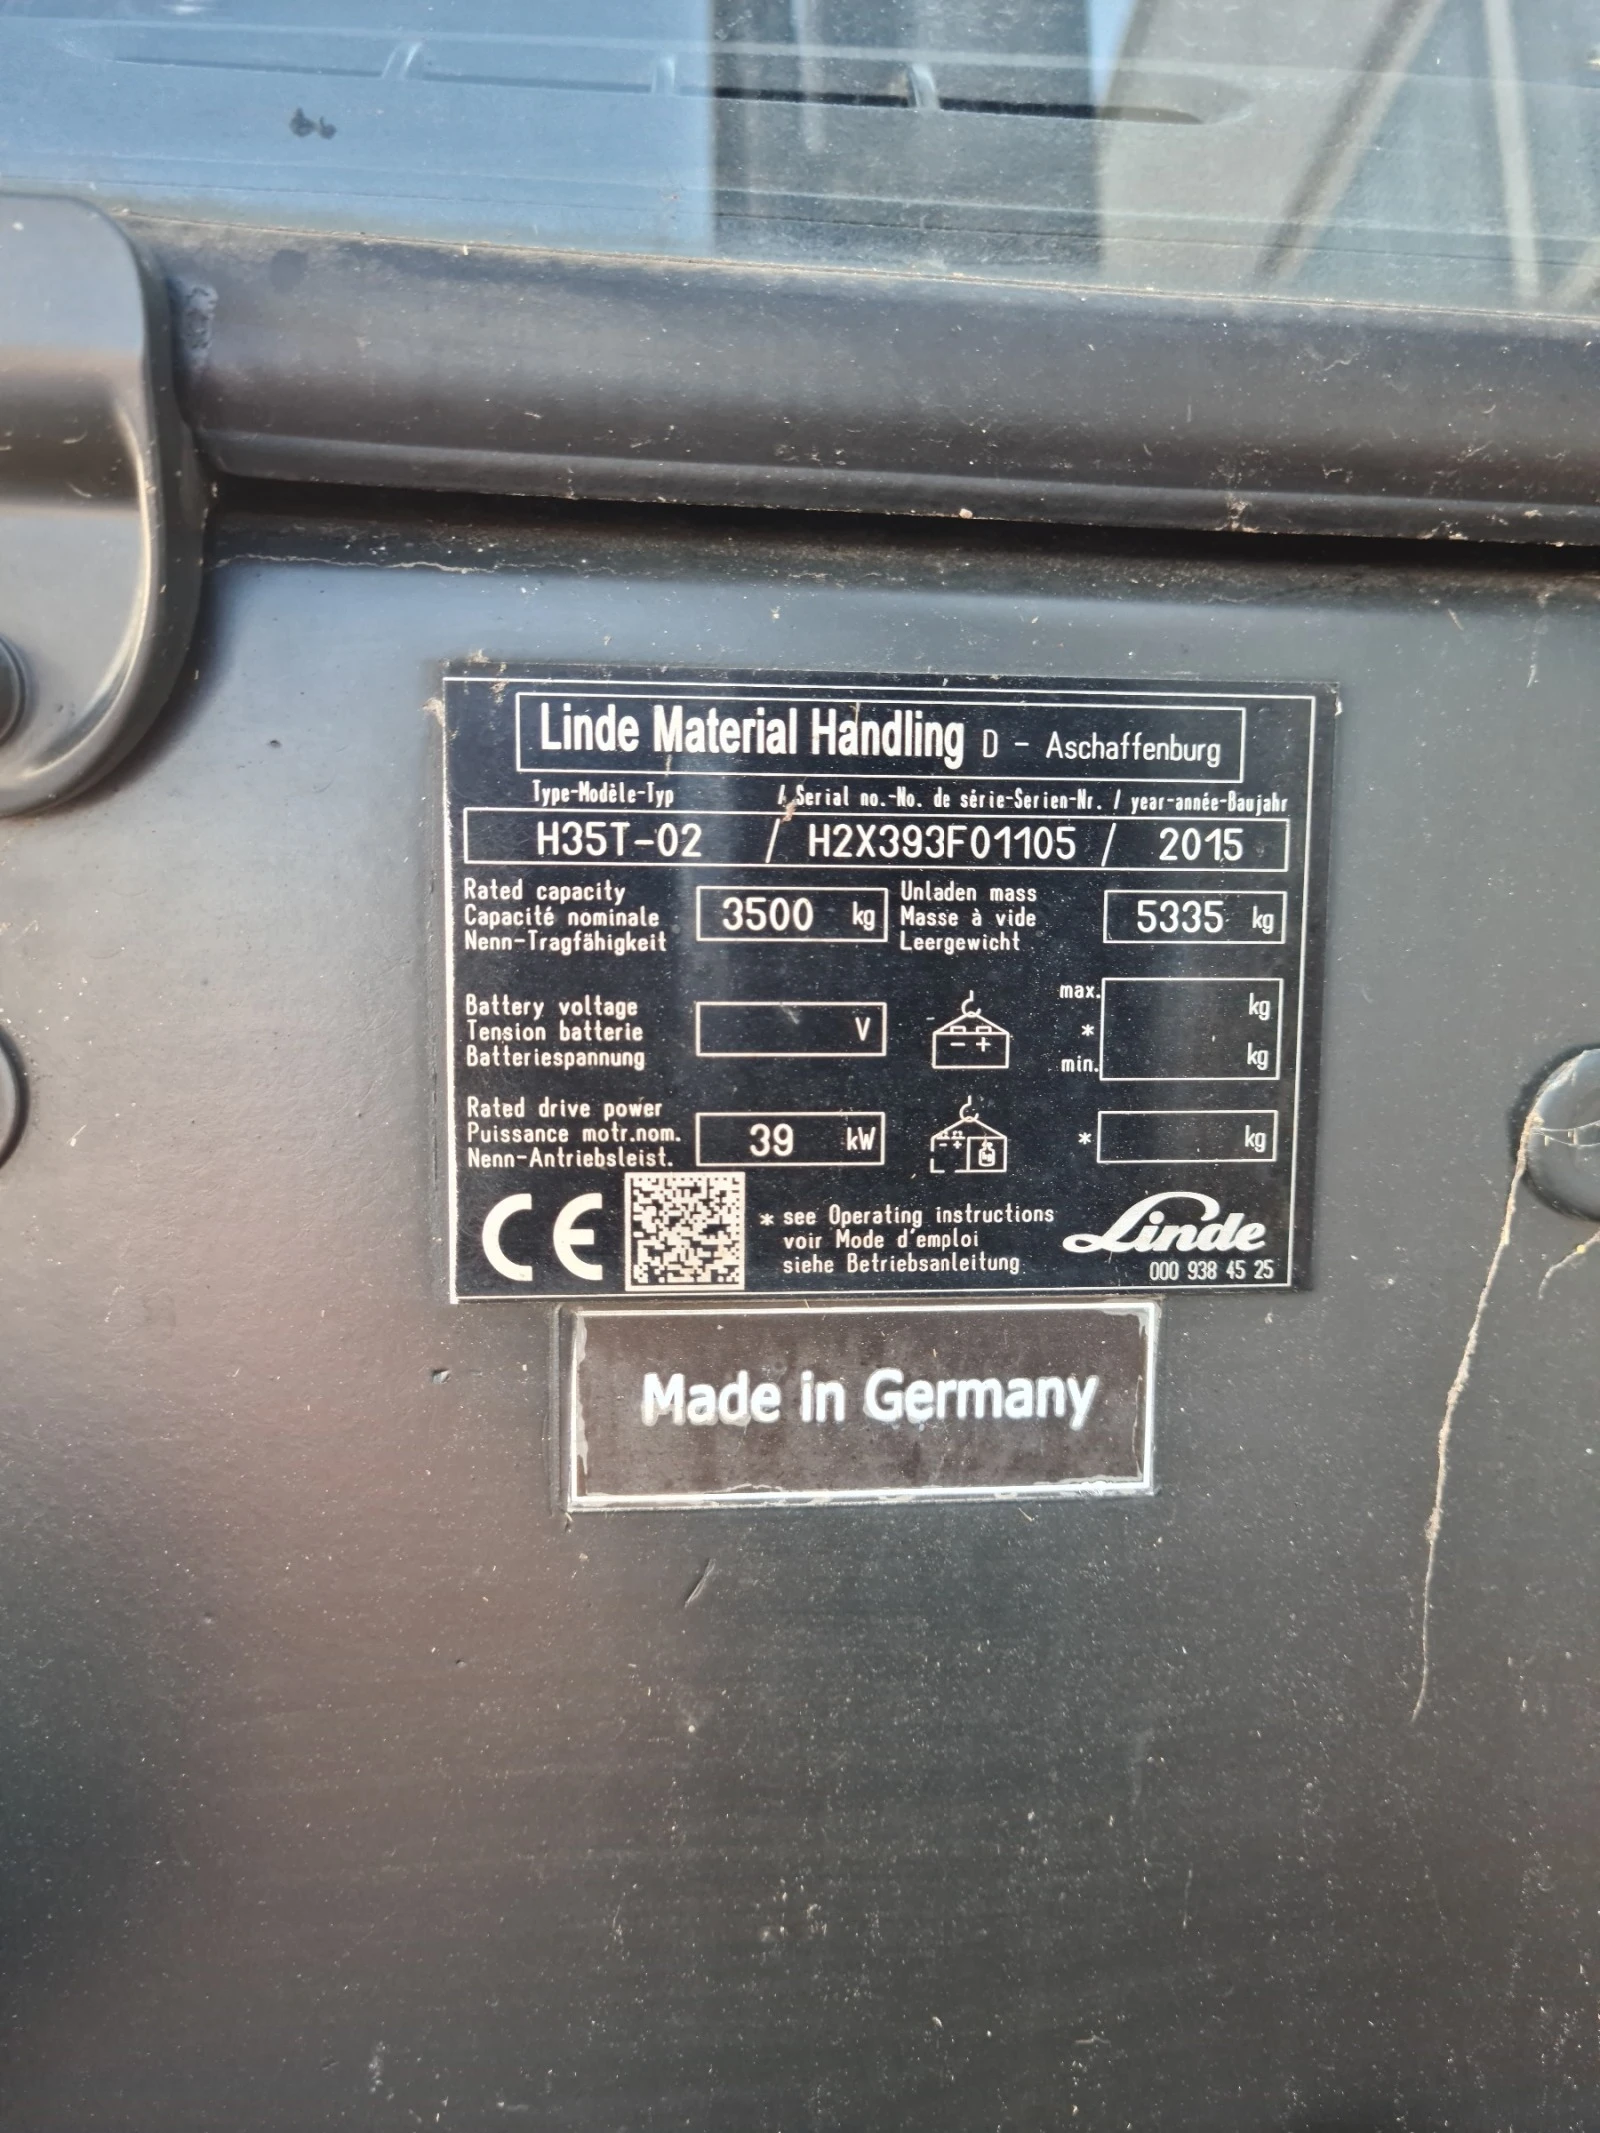 Linde Material Handling D - Aschaffenburg
Type-Modèle-Typ / Serial no.-No. de série-Serien-Nr. / year-année-Baujahr
H35T-02 / H2X393F01105 / 2015
Rated capacity
Capacité nominale
Nenn-Tragfähigkeit
3500 kg
Unladen mass
Masse à vide
Leergewicht
5335 kg
Battery voltage
Tension batterie
Batteriespannung
V
- +
max. kg
*
min. kg
Rated drive power
Puissance motr.nom.
Nenn-Antriebsleist.
39 kW
- +
* kg
CE
* see Operating instructions
voir Mode d'emploi
siehe Betriebsanleitung
Linde
000 938 45 25
Made in Germany